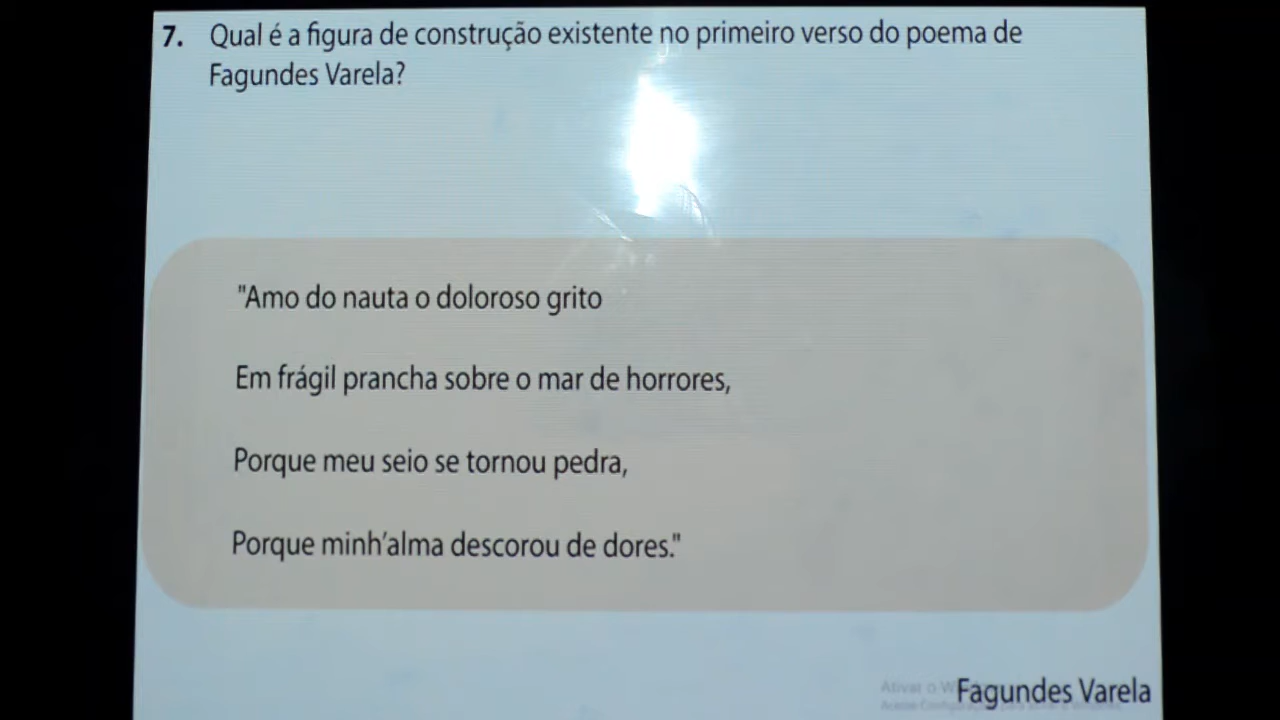 7. Qual é a figura de construção existente no primeiro verso do poema de
Fagundes Varela?
"Amo do nauta o doloroso grito
Em frágil prancha sobre o mar de horrores,
Porque meu seio se tornou pedra,
Porque minh'alma descorou de dores."
Ativar o W
Fagundes Varela